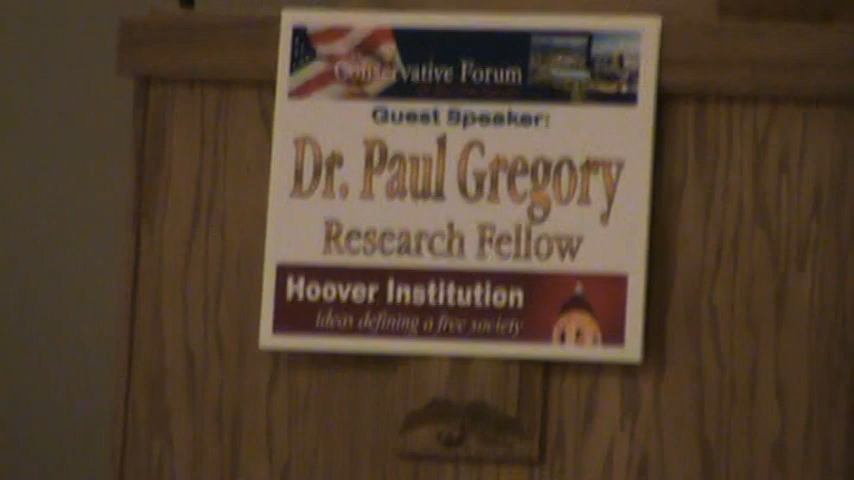 Conservative Forum
Guest Speaker:
Dr. Paul Gregory
Research Fellow
Hoover Institution
ideas defining a free society